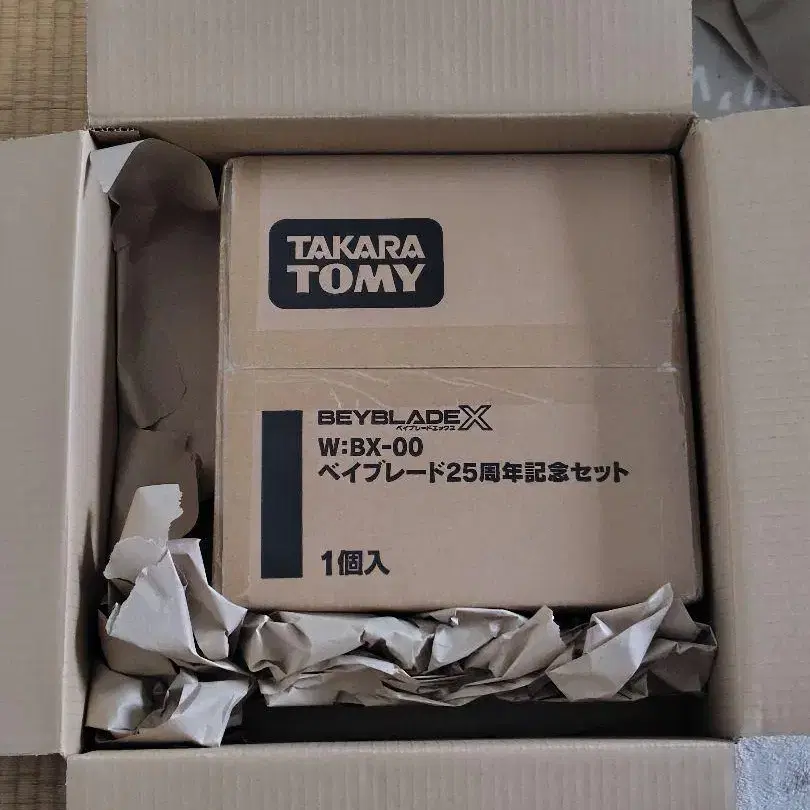 TAKARA
TOMY
BEYBLADE X
ベイブレードエックス
W:BX-00
ベイブレード25周年記念セット
1個入